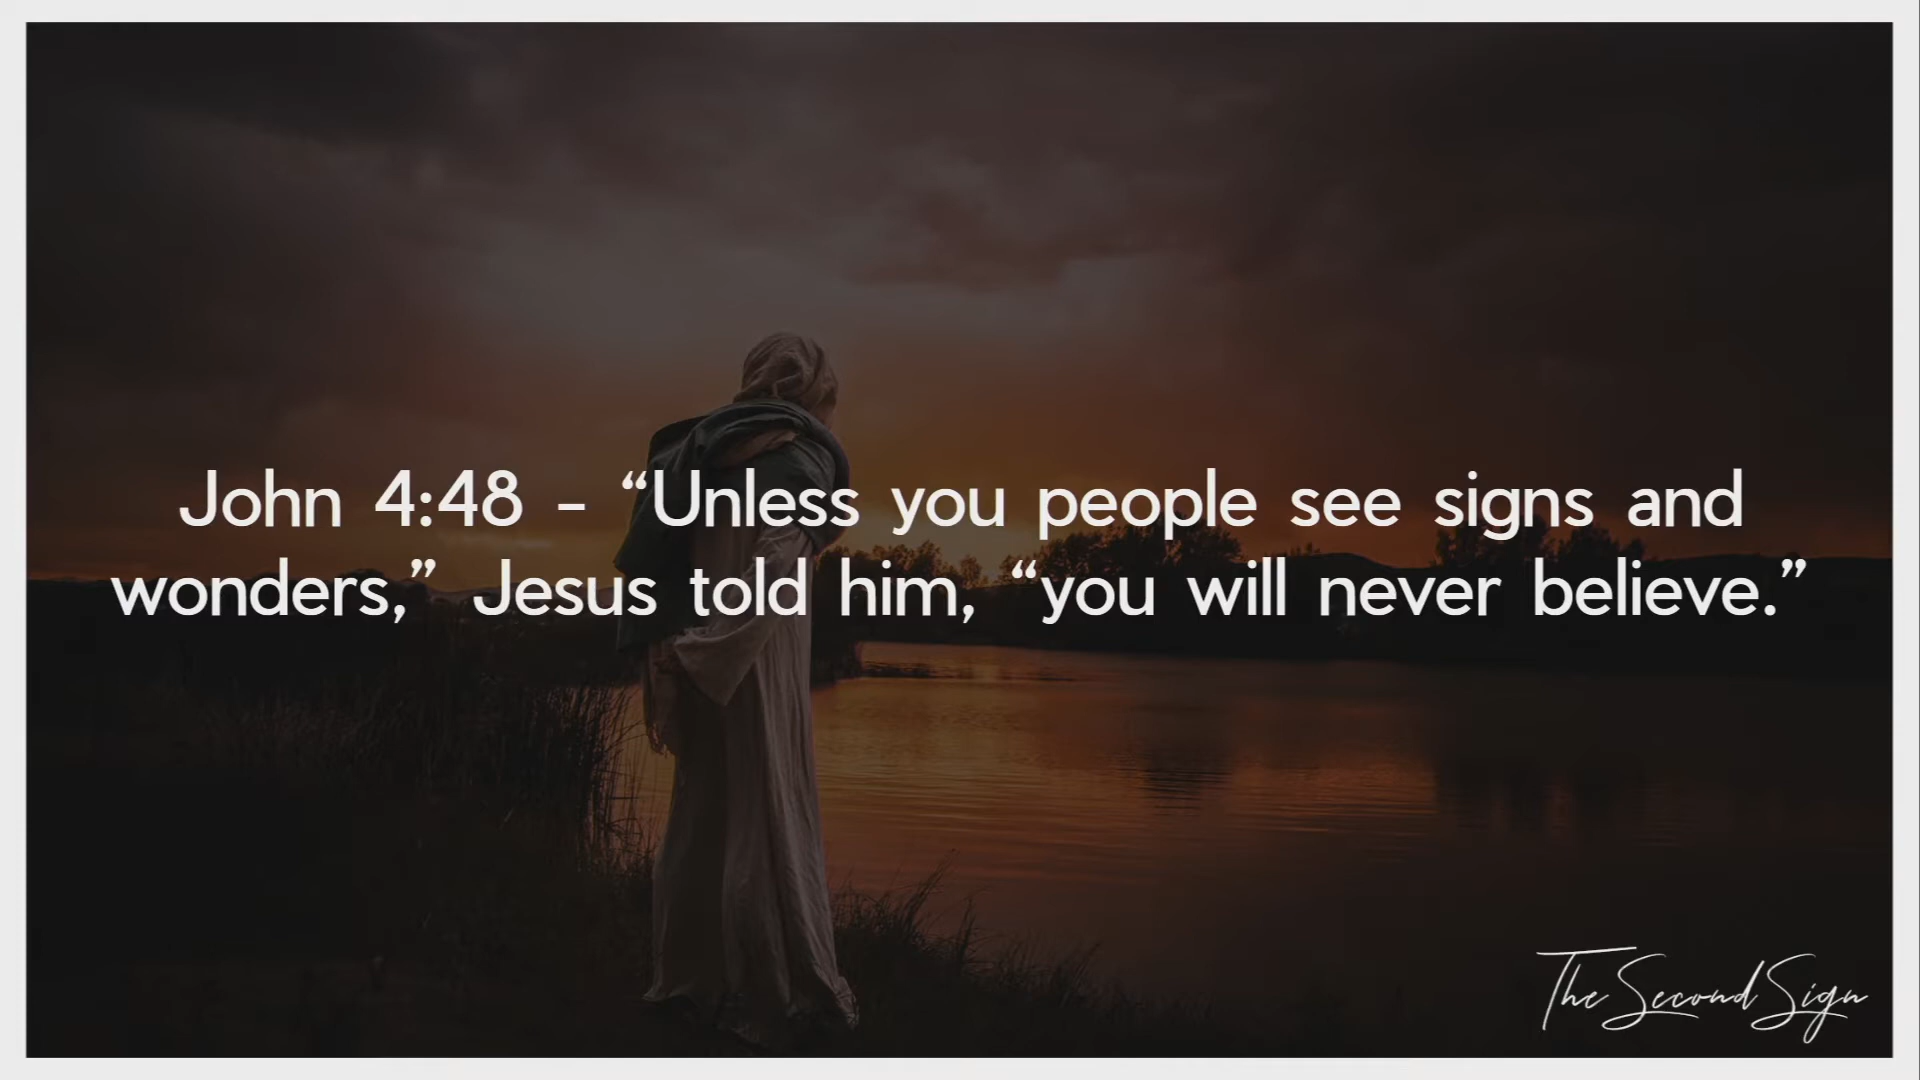 John 4:48 - “Unless you people see signs and
wonders,” Jesus told him, “you will never believe.”
The Second Sign